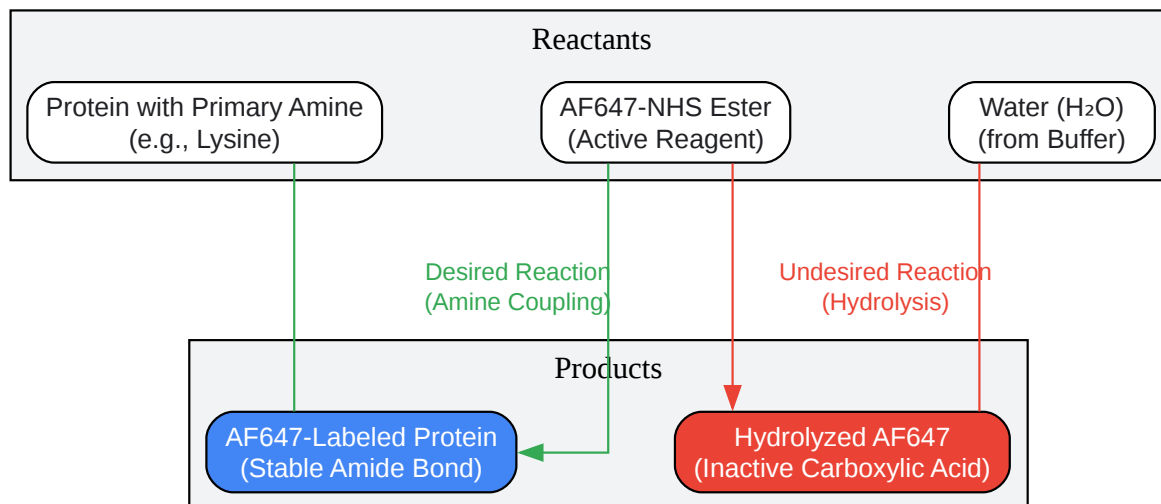 Reactants
Protein with Primary Amine
(e.g., Lysine)
AF647-NHS Ester
(Active Reagent)
Water (H₂O)
(from Buffer)
Desired Reaction
(Amine Coupling)
Undesired Reaction
(Hydrolysis)
Products
AF647-Labeled Protein
(Stable Amide Bond)
Hydrolyzed AF647
(Inactive Carboxylic Acid)